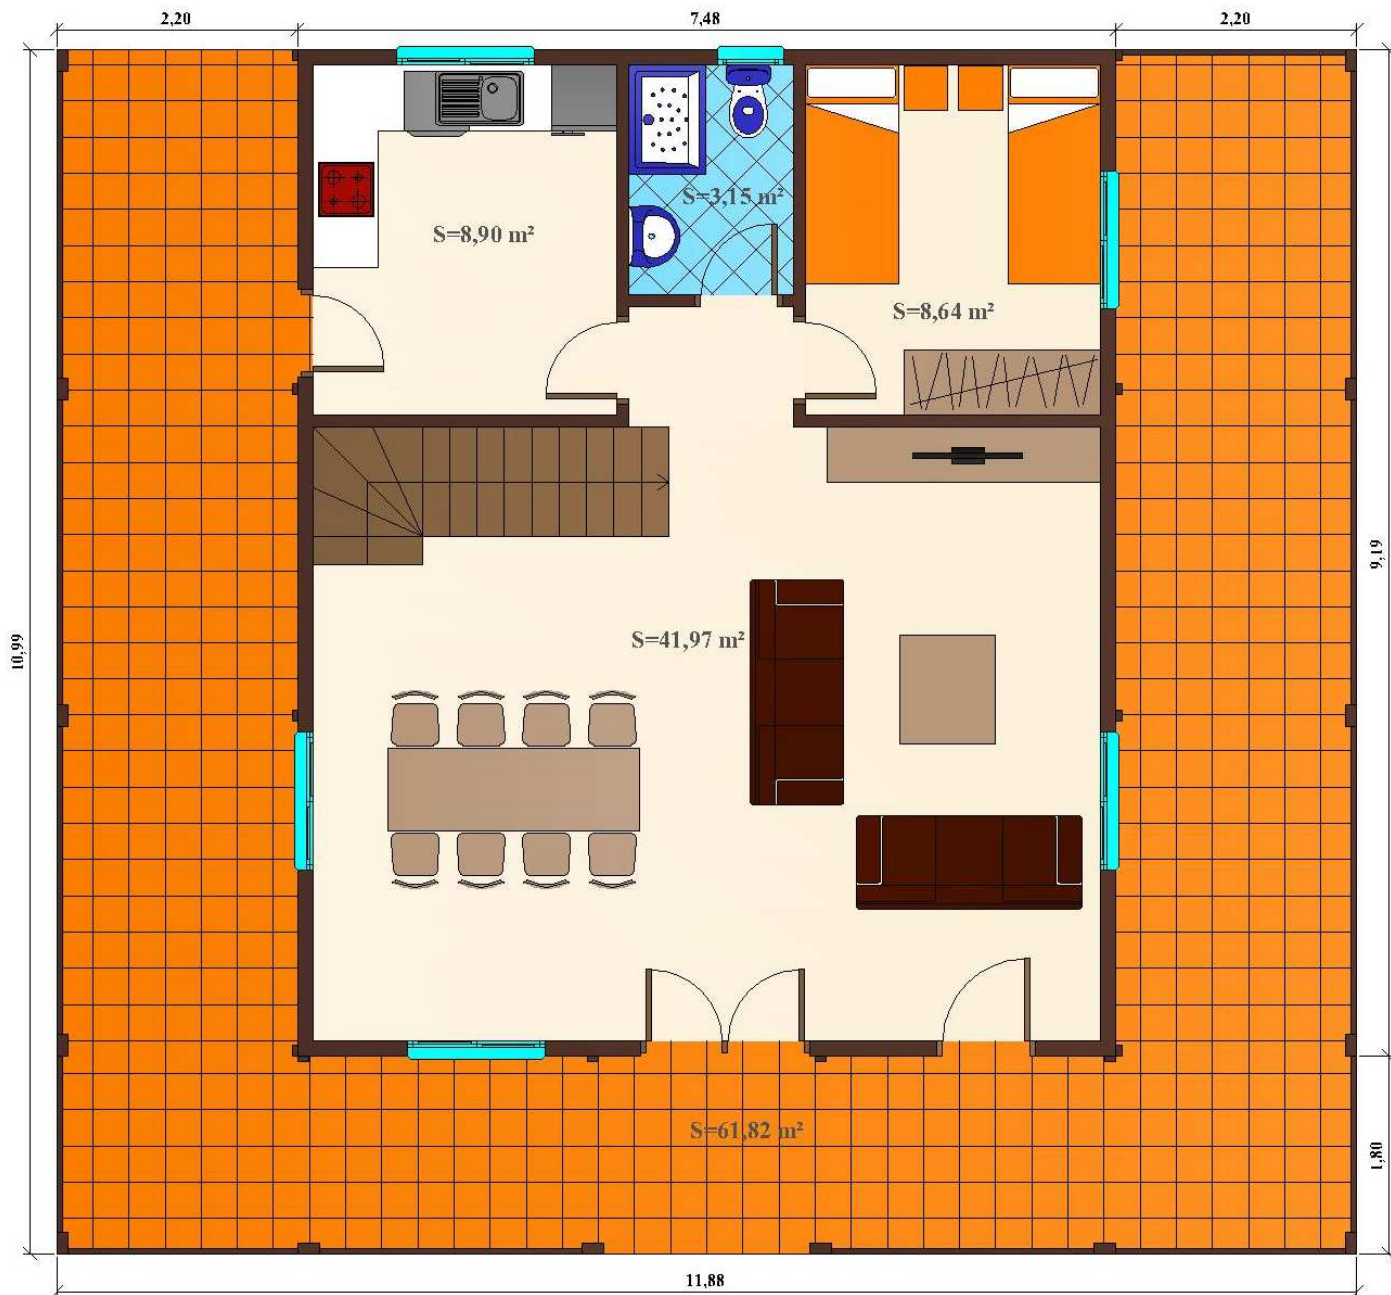 2,20
7,48
2,20
S=3,15 m²
S=8,90 m²
S=8,64 m²
9,19
10,99
S=41,97 m²
S=61,82 m²
1,80
11,88